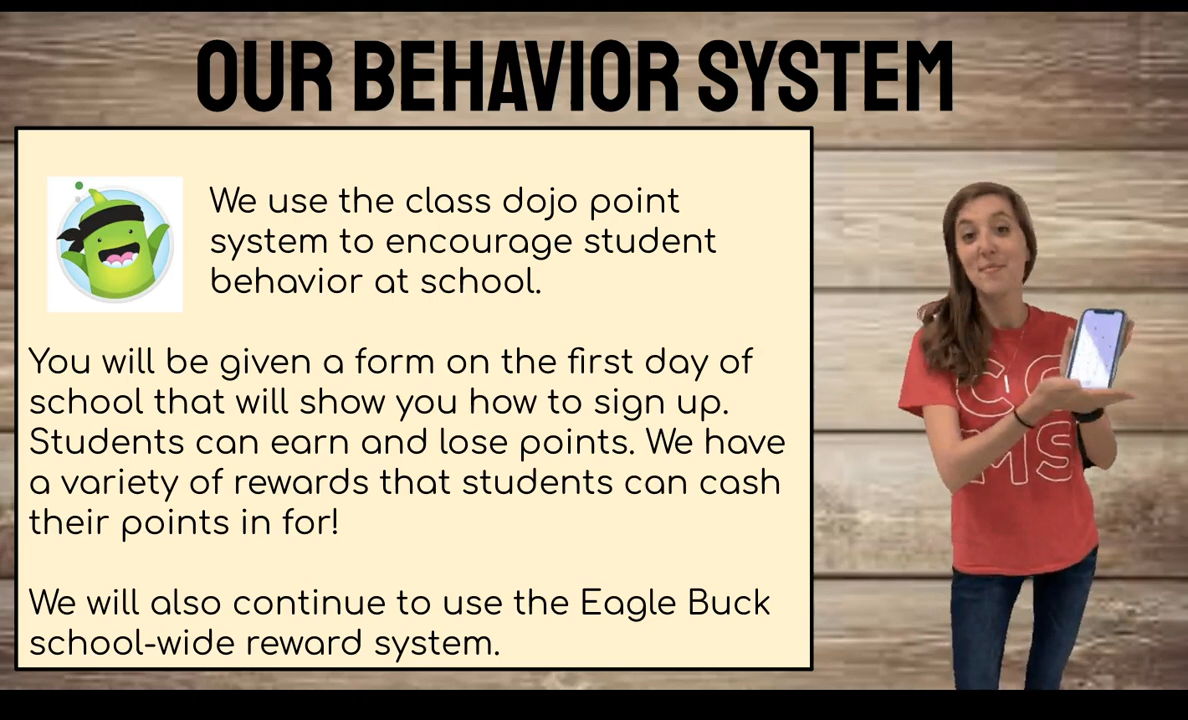 OUR BEHAVIOR SYSTEM
We use the class dojo point
system to encourage student
behavior at school.
You will be given a form on the first day of
school that will show you how to sign up.
Students can earn and lose points. We have
a variety of rewards that students can cash
their points in for!
We will also continue to use the Eagle Buck
school-wide reward system.
CC
MS